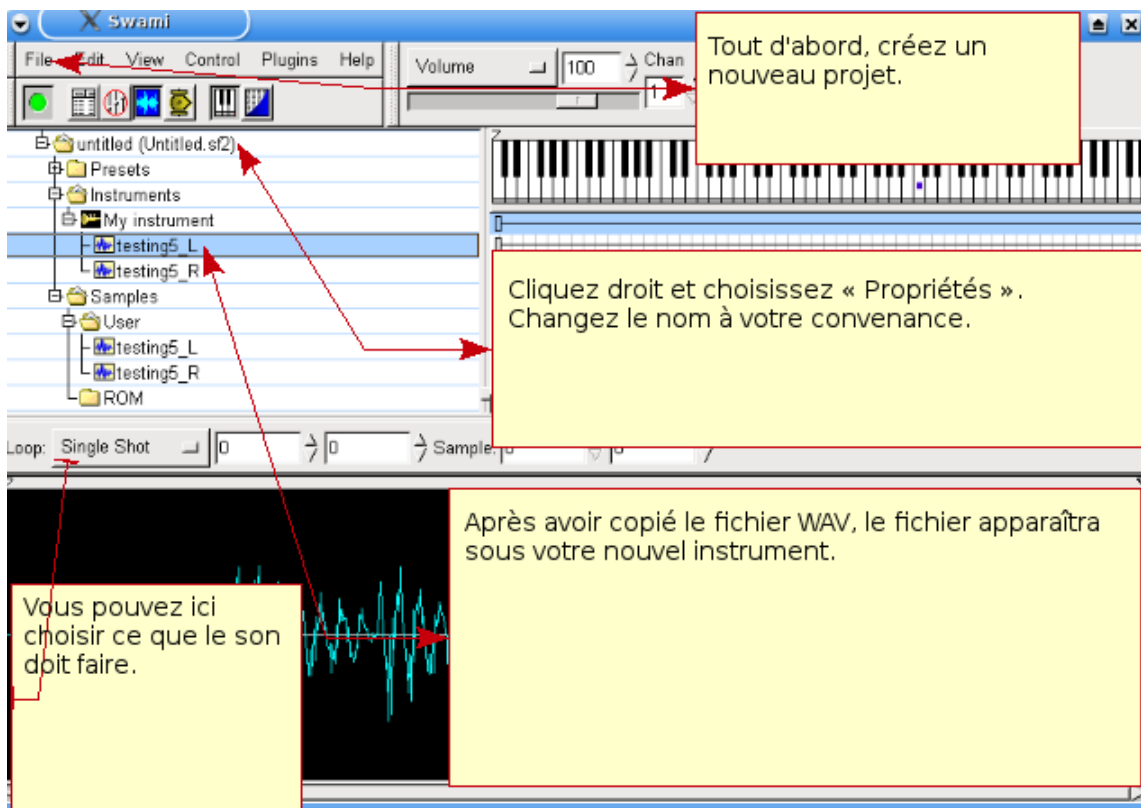 Swami
Tout d'abord, créez un
nouveau projet.
File Edit View Control Plugins Help
Volume 100 Chan
1
untitled (Untitled.sf2)
Presets
Instruments
My instrument
testing5_L
testing5_R
Samples
User
testing5_L
testing5_R
ROM
Cliquez droit et choisissez « Propriétés ».
Changez le nom à votre convenance.
Loop: Single Shot 0 0 Sample: 0 0
Après avoir copié le fichier WAV, le fichier apparaîtra
sous votre nouvel instrument.
Vous pouvez ici
choisir ce que le son
doit faire.